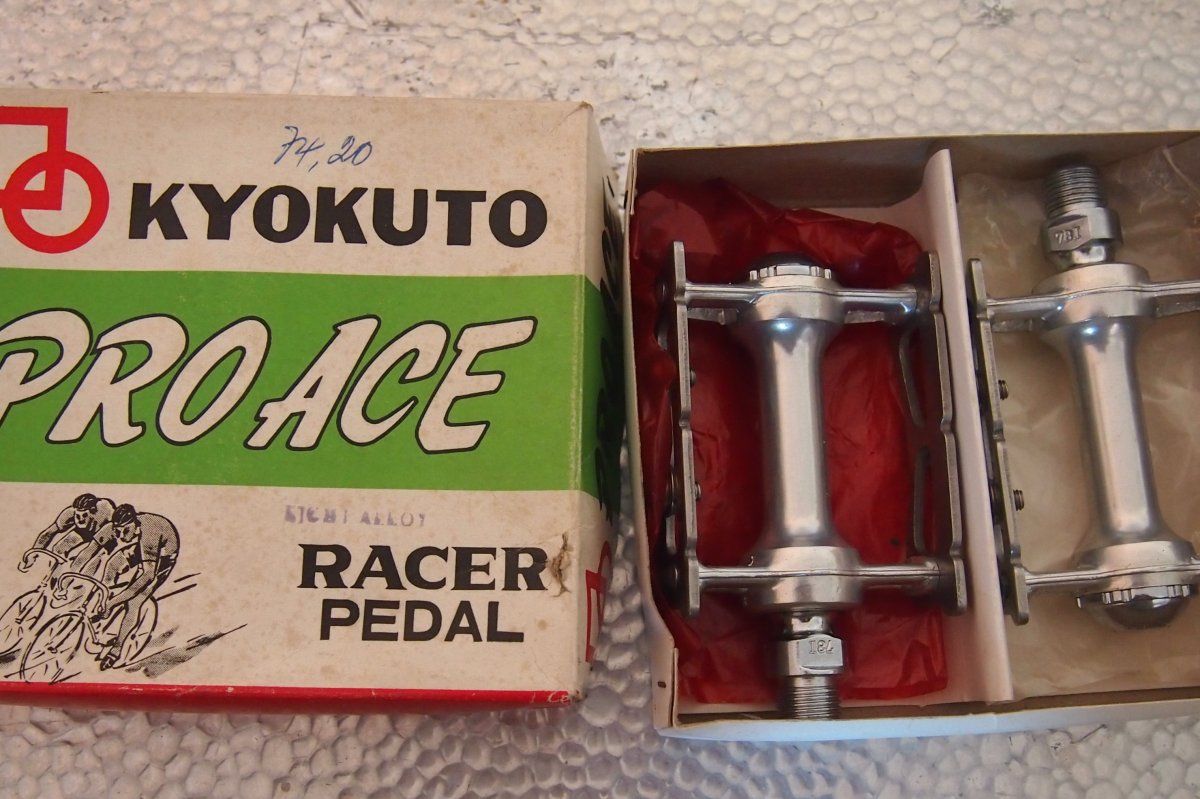 74,20
KYOKUTO
PRO ACE
LIGHT ALLOY
RACER
PEDAL